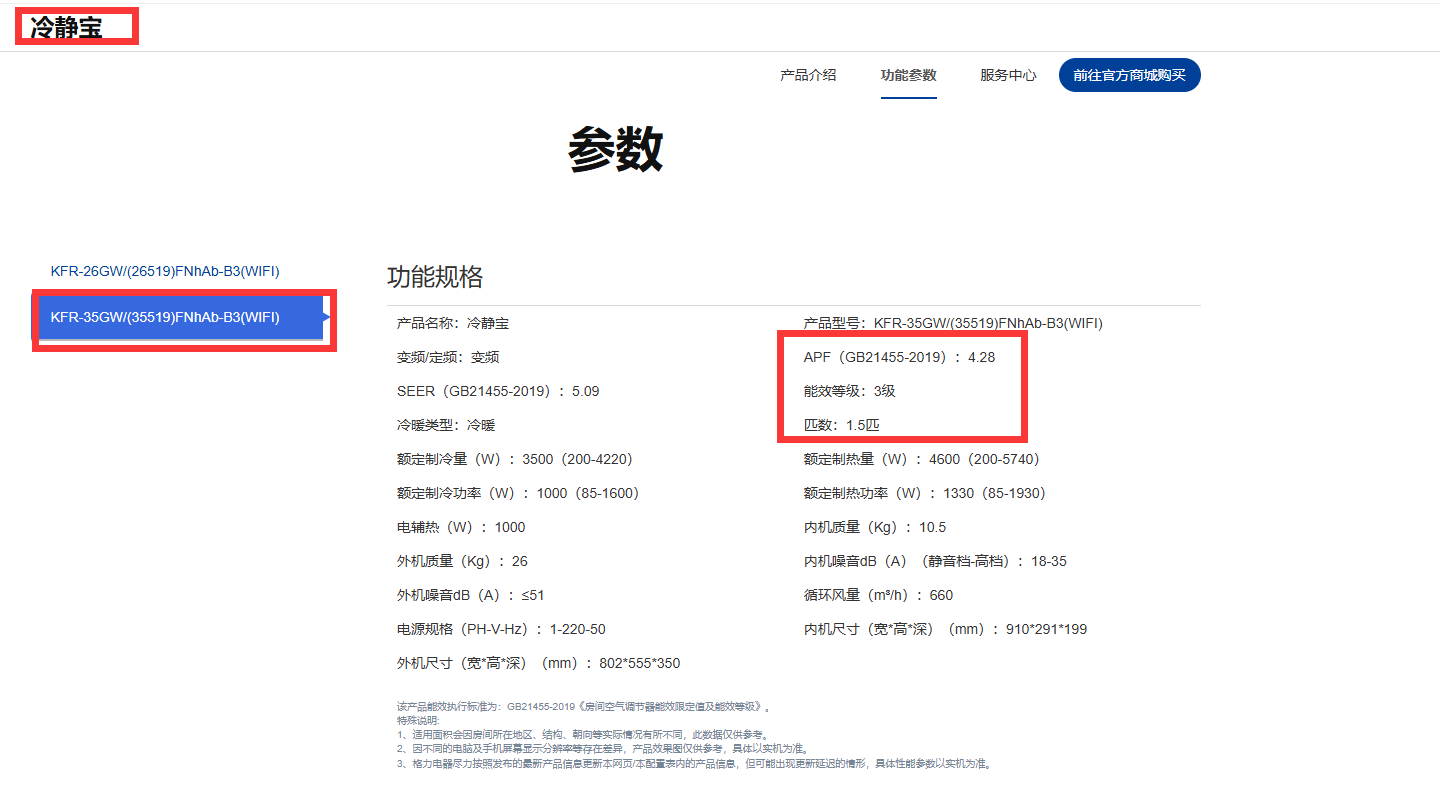 冷静宝
产品介绍 功能参数 服务中心 前往官方商城购买
参数
KFR-26GW/(26519)FNhAb-B3(WIFI)
KFR-35GW/(35519)FNhAb-B3(WIFI)
功能规格
产品名称：冷静宝 产品型号：KFR-35GW/(35519)FNhAb-B3(WIFI)
变频/定频：变频 APF（GB21455-2019）：4.28
SEER（GB21455-2019）：5.09 能效等级：3级
冷暖类型：冷暖 匹数：1.5匹
额定制冷量（W）：3500（200-4220） 额定制热量（W）：4600（200-5740）
额定制冷功率（W）：1000（85-1600） 额定制热功率（W）：1330（85-1930）
电辅热（W）：1000 内机质量（Kg）：10.5
外机质量（Kg）：26 内机噪音dB（A）（静音档-高档）：18-35
外机噪音dB（A）：≤51 循环风量（m³/h）：660
电源规格（PH-V-Hz）：1-220-50 内机尺寸（宽*高*深）（mm）：910*291*199
外机尺寸（宽*高*深）（mm）：802*555*350
该产品能效执行标准为：GB21455-2019《房间空气调节器能效限定值及能效等级》。
特殊说明:
1、适用面积会因房间所在地区、结构、朝向等实际情况有所不同，此数据仅供参考。
2、因不同的电脑及手机屏幕显示分辨率等存在差异，产品效果图仅供参考，具体以实机为准。
3、格力电器尽力按照发布的最新产品信息更新本网页/本配置表内的产品信息，但可能出现更新延迟的情形，具体性能参数以实机为准。